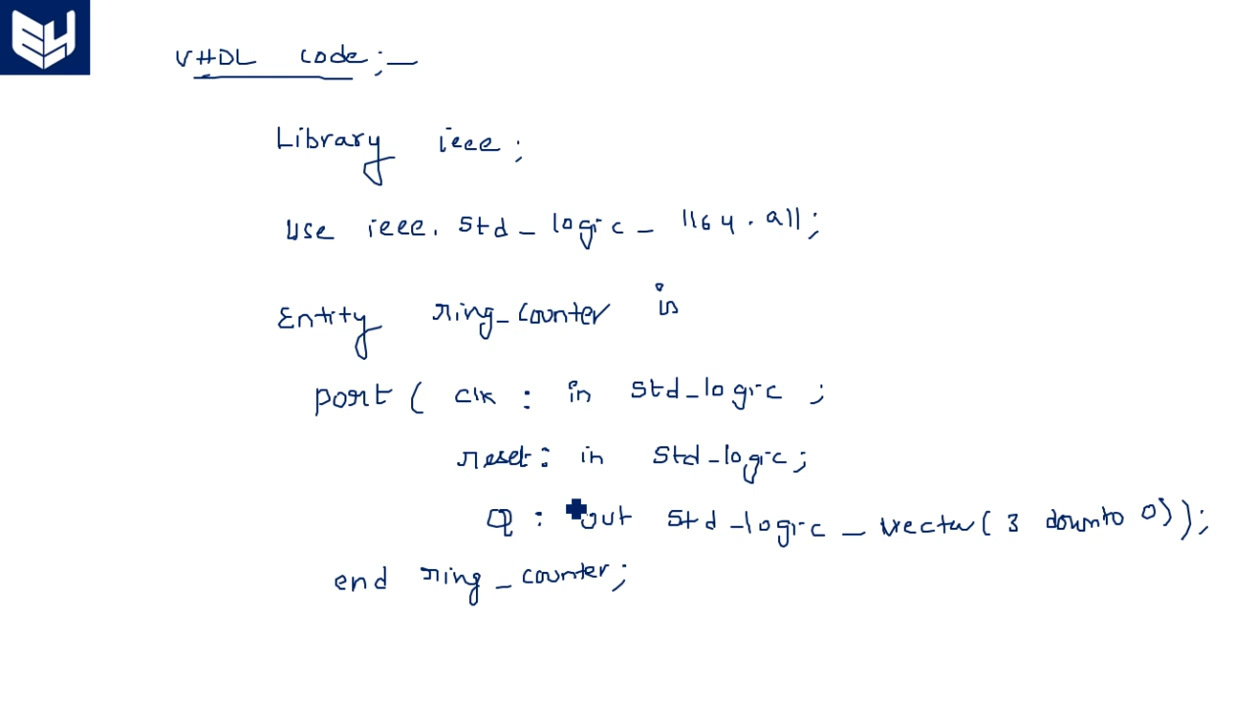 VHDL code:—
Library ieee;
Use ieee.std_logic_1164.all;
Entity ring_counter is
port( clk : in std_logic ;
reset: in std_logic;
Q : out std_logic_vector( 3 downto 0));
end ring_counter;